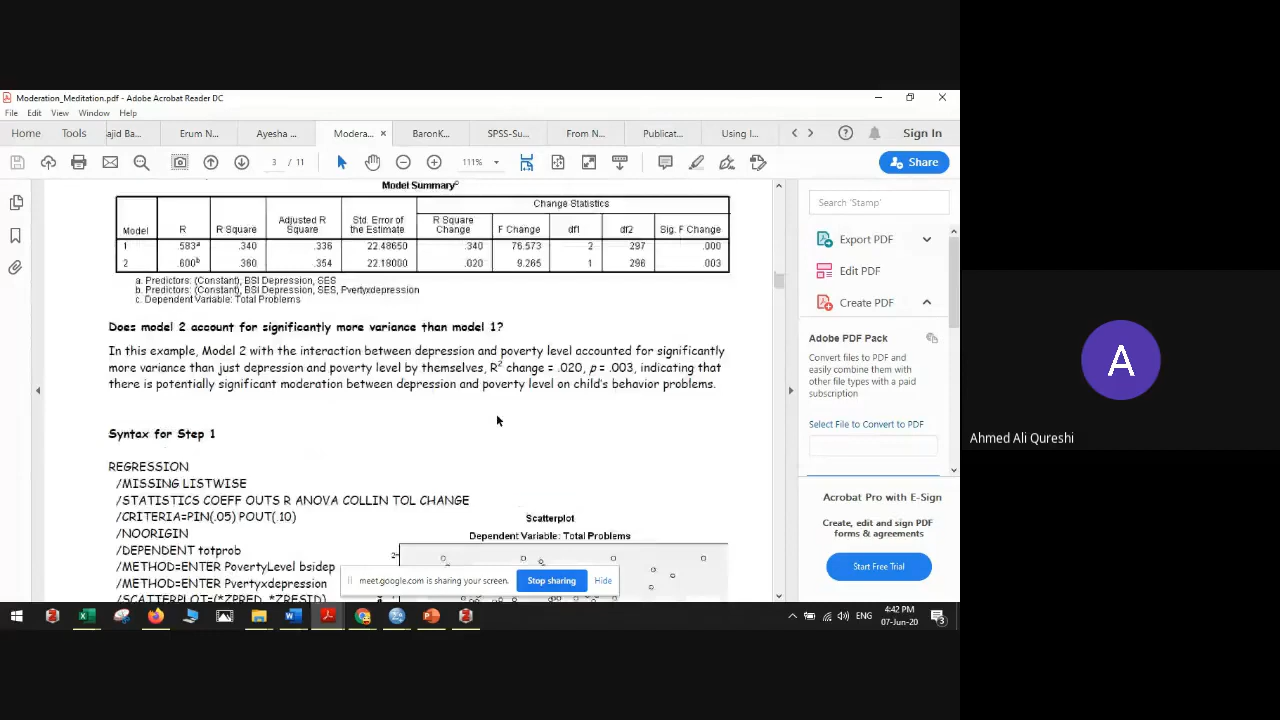 Moderation_Meditation.pdf - Adobe Acrobat Reader DC
File Edit View Window Help
Home Tools ajid Ba... Erum N... Ayesha ... Modera... × BaronK... SPSS-Su... From N... Publicat... Using I... Sign In
3 / 11 111% Share
Model Summaryᶜ
Change Statistics
Model R R Square Adjusted R Square Std. Error of the Estimate R Square Change F Change df1 df2 Sig. F Change
1 .583ᵃ .340 .336 22.48650 .340 76.573 2 297 .000
2 .600ᵇ .360 .354 22.18000 .020 9.265 1 296 .003
a. Predictors: (Constant), BSI Depression, SES
b. Predictors: (Constant), BSI Depression, SES, Pvertyxdepression
c. Dependent Variable: Total Problems
Does model 2 account for significantly more variance than model 1?
In this example, Model 2 with the interaction between depression and poverty level accounted for significantly
more variance than just depression and poverty level by themselves, R² change = .020, p = .003, indicating that
there is potentially significant moderation between depression and poverty level on child's behavior problems.
Syntax for Step 1
REGRESSION
/MISSING LISTWISE
/STATISTICS COEFF OUTS R ANOVA COLLIN TOL CHANGE
/CRITERIA=PIN(.05) POUT(.10)
/NOORIGIN
/DEPENDENT totprob
/METHOD=ENTER PovertyLevel bsidep
/METHOD=ENTER Pvertyxdepression
/SCATTERPLOT=(*ZPRED, *ZRESID)
Scatterplot
Dependent Variable: Total Problems
2
meet.google.com is sharing your screen. Stop sharing Hide
Search 'Stamp'
Export PDF
Edit PDF
Create PDF
Adobe PDF Pack
Convert files to PDF and
easily combine them with
other file types with a paid
subscription
Select File to Convert to PDF
Acrobat Pro with E-Sign
Create, edit and sign PDF
forms & agreements
Start Free Trial
ENG
4:42 PM
07-Jun-20
3
A
Ahmed Ali Qureshi